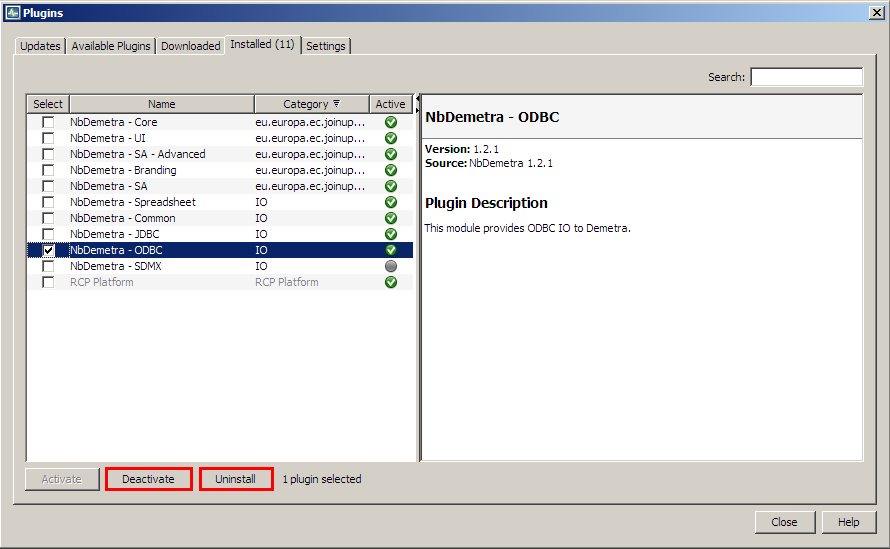 Plugins
Updates Available Plugins Downloaded Installed (11) Settings
Search:
Select Name Category Active
NbDemetra - Core eu.europa.ec.joinup...
NbDemetra - UI eu.europa.ec.joinup...
NbDemetra - SA - Advanced eu.europa.ec.joinup...
NbDemetra - Branding eu.europa.ec.joinup...
NbDemetra - SA eu.europa.ec.joinup...
NbDemetra - Spreadsheet IO
NbDemetra - Common IO
NbDemetra - JDBC IO
NbDemetra - ODBC IO
NbDemetra - SDMX IO
RCP Platform RCP Platform
NbDemetra - ODBC
Version: 1.2.1
Source: NbDemetra 1.2.1
Plugin Description
This module provides ODBC IO to Demetra.
Activate Deactivate Uninstall 1 plugin selected
Close Help